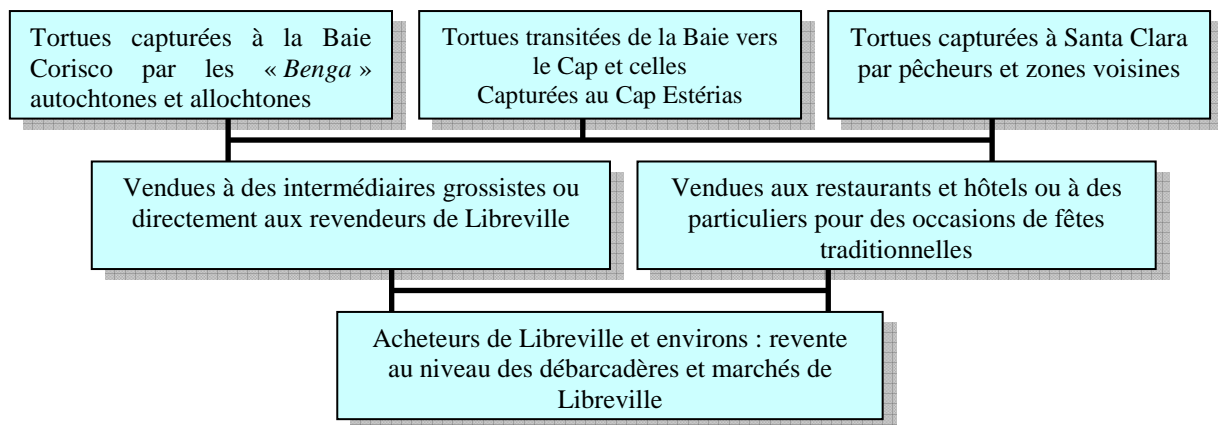 Tortues capturées à la Baie
Corisco par les « Benga »
autochtones et allochtones
Tortues transitées de la Baie vers
le Cap et celles
Capturées au Cap Estérias
Tortues capturées à Santa Clara
par pêcheurs et zones voisines
Vendues à des intermédiaires grossistes ou
directement aux revendeurs de Libreville
Vendues aux restaurants et hôtels ou à des
particuliers pour des occasions de fêtes
traditionnelles
Acheteurs de Libreville et environs : revente
au niveau des débarcadères et marchés de
Libreville